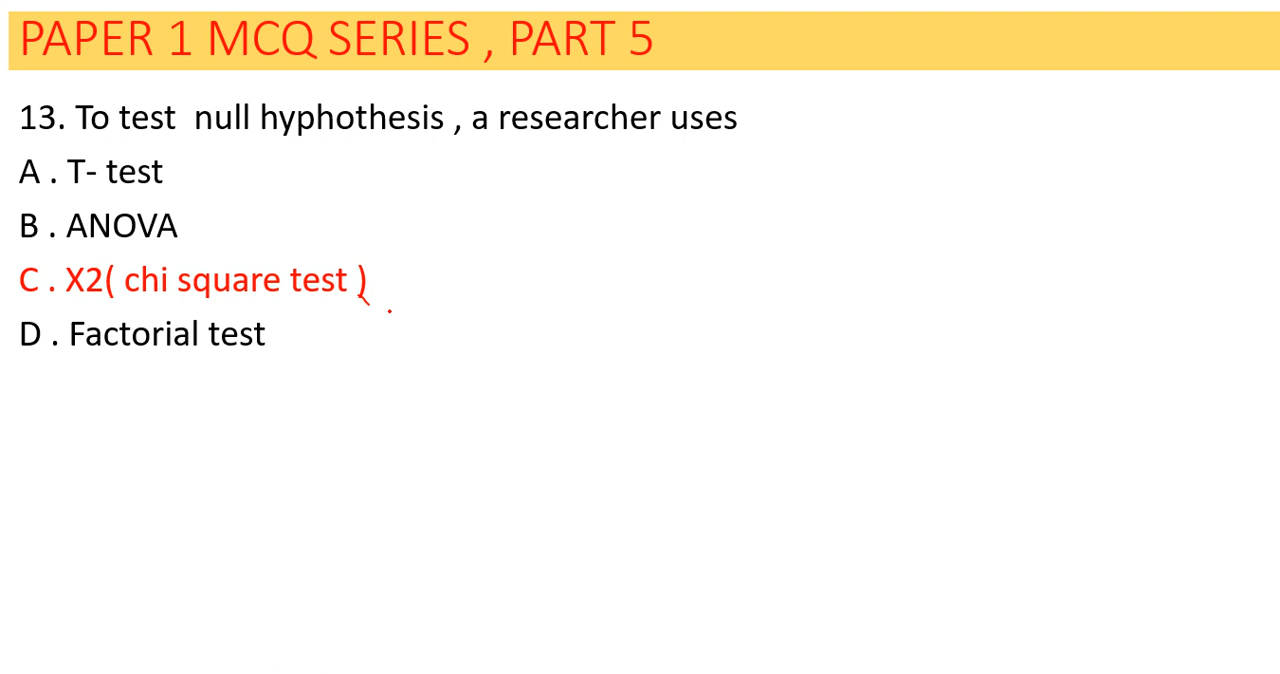 PAPER 1 MCQ SERIES , PART 5
13. To test null hyphothesis , a researcher uses
A . T- test
B . ANOVA
C . X2( chi square test )
D . Factorial test